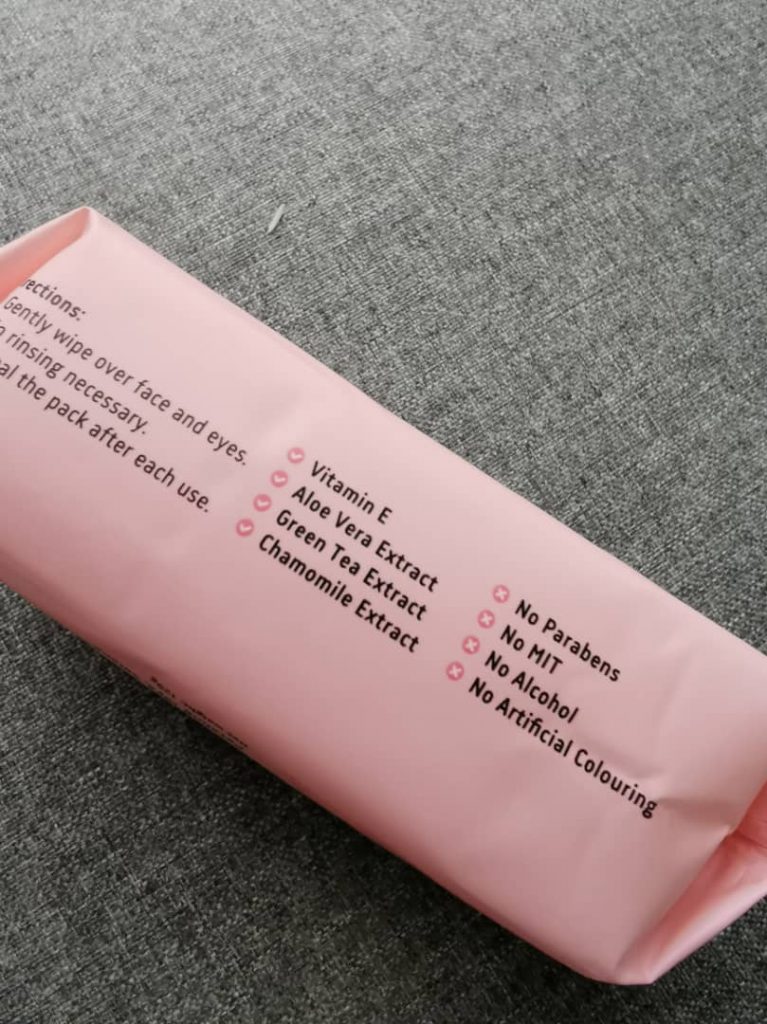 ections:
Gently wipe over face and eyes.
rinsing necessary.
al the pack after each use.
Vitamin E
Aloe Vera Extract
Green Tea Extract
Chamomile Extract
No Parabens
No MIT
No Alcohol
No Artificial Colouring